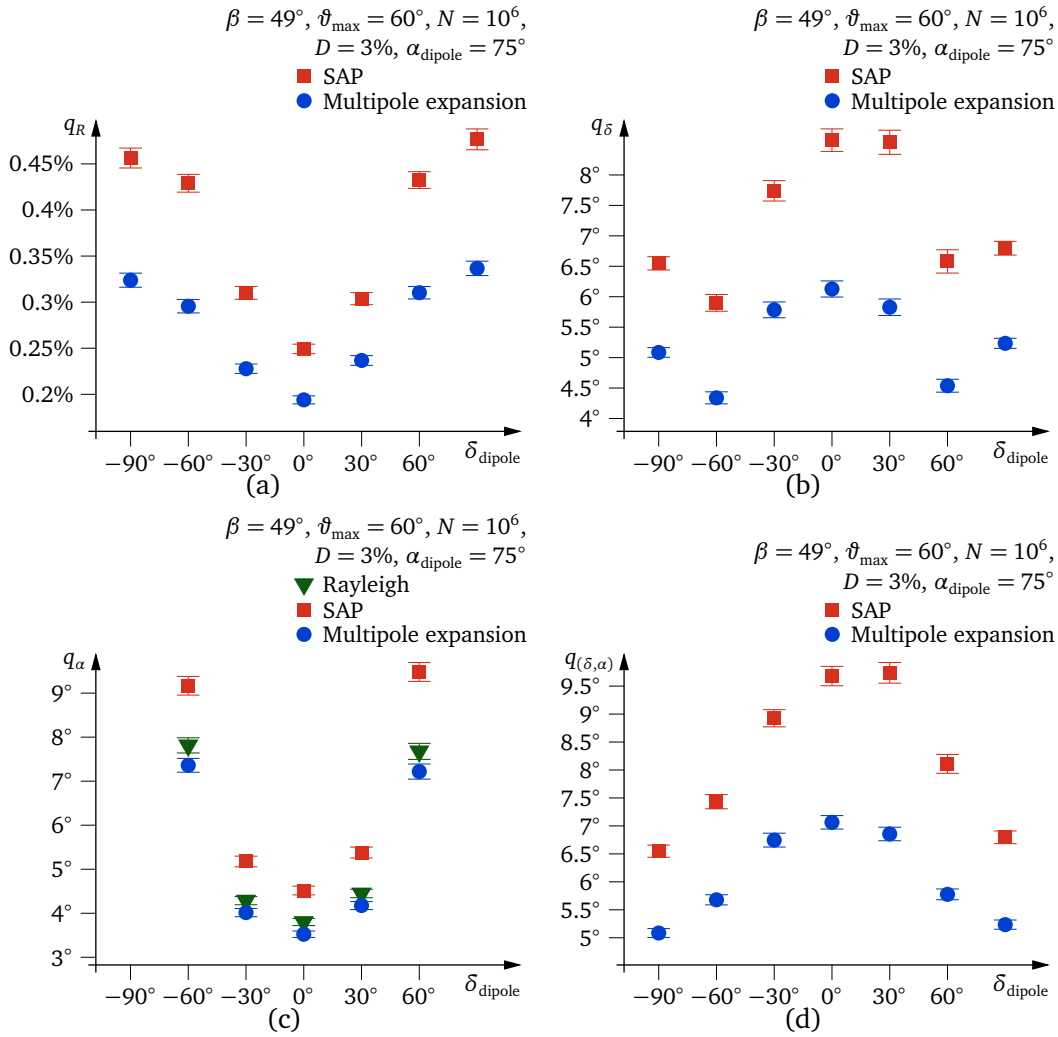 β = 49°, ϑmax = 60°, N = 10⁶,
D = 3%, αdipole = 75°
SAP
Multipole expansion
qR
0.45%
0.4%
0.35%
0.3%
0.25%
0.2%
−90° −60° −30° 0° 30° 60° δdipole
(a)
β = 49°, ϑmax = 60°, N = 10⁶,
D = 3%, αdipole = 75°
SAP
Multipole expansion
qδ
8°
7.5°
7°
6.5°
6°
5.5°
5°
4.5°
4°
−90° −60° −30° 0° 30° 60° δdipole
(b)
β = 49°, ϑmax = 60°, N = 10⁶,
D = 3%, αdipole = 75°
Rayleigh
SAP
Multipole expansion
qα
9°
8°
7°
6°
5°
4°
3°
−90° −60° −30° 0° 30° 60° δdipole
(c)
β = 49°, ϑmax = 60°, N = 10⁶,
D = 3%, αdipole = 75°
SAP
Multipole expansion
q(δ,α)
9.5°
9°
8.5°
8°
7.5°
7°
6.5°
6°
5.5°
5°
−90° −60° −30° 0° 30° 60° δdipole
(d)